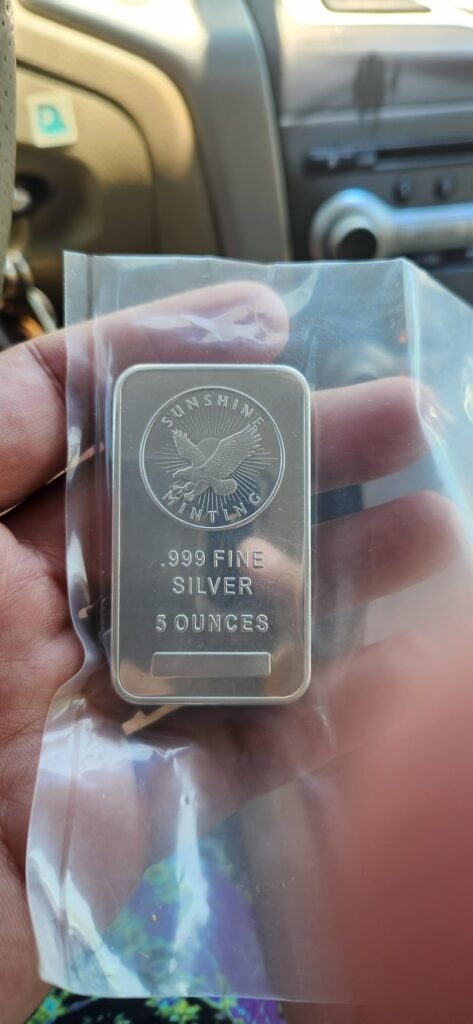 SUNSHINE
MINTING
.999 FINE
SILVER
5 OUNCES